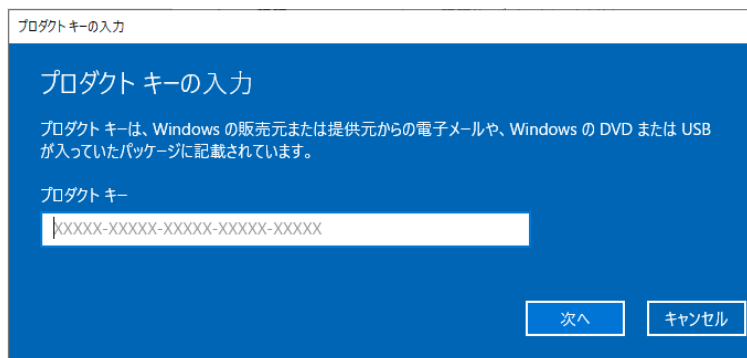 プロダクト キーの入力
プロダクト キーの入力
プロダクト キーは、Windows の販売元または提供元からの電子メールや、Windows の DVD または USB
が入っていたパッケージに記載されています。
プロダクト キー
XXXXX-XXXXX-XXXXX-XXXXX-XXXXX
次へ
キャンセル